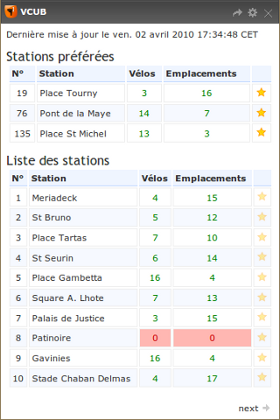 VCUB
Dernière mise à jour le ven. 02 avril 2010 17:34:48 CET
Stations préférées
N° Station Vélos Emplacements
19 Place Tourny 3 16
76 Pont de la Maye 14 7
135 Place St Michel 13 3
Liste des stations
N° Station Vélos Emplacements
1 Meriadeck 4 15
2 St Bruno 5 12
3 Place Tartas 7 10
4 St Seurin 6 14
5 Place Gambetta 16 4
6 Square A. Lhote 7 13
7 Palais de Justice 3 15
8 Patinoire 0 0
9 Gavinies 16 4
10 Stade Chaban Delmas 4 17
next